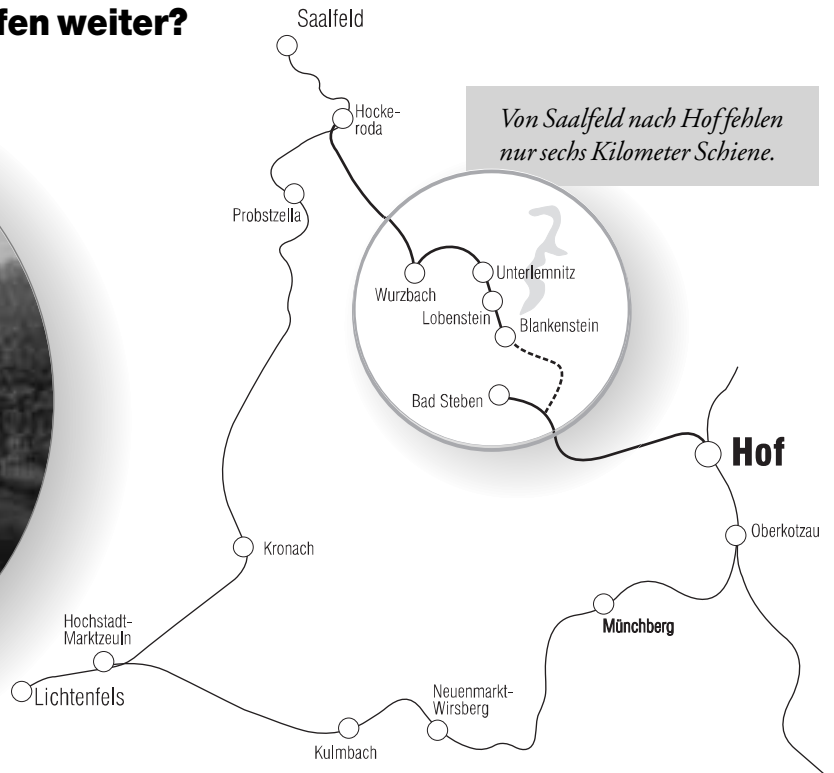 fen weiter?
Saalfeld
Hocke-
roda
Von Saalfeld nach Hof fehlen
nur sechs Kilometer Schiene.
Probstzella
Wurzbach
Unterlemnitz
Lobenstein
Blankenstein
Bad Steben
Hof
Oberkotzau
Kronach
Münchberg
Hochstadt-
Marktzeuln
Lichtenfels
Neuenmarkt-
Wirsberg
Kulmbach